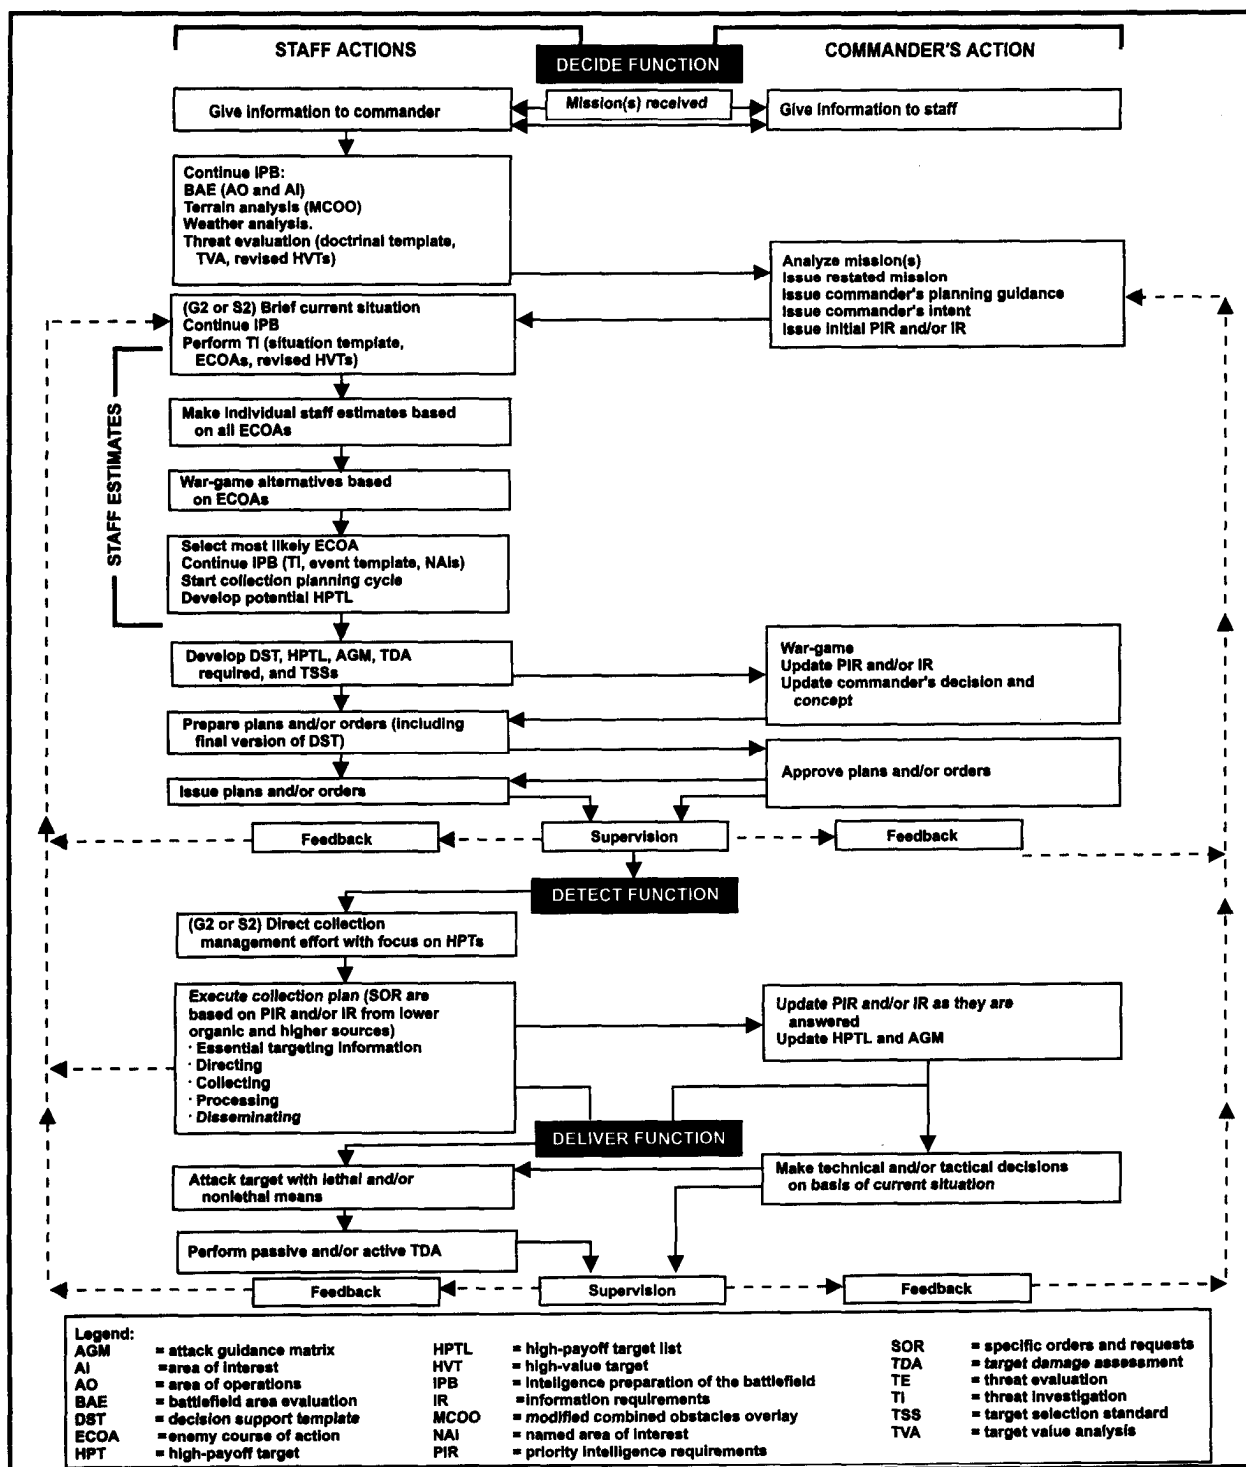 STAFF ACTIONS
COMMANDER'S ACTION
DECIDE FUNCTION
Give information to commander
Mission(s) received
Give information to staff
Continue IPB:
BAE (AO and AI)
Terrain analysis (MCOO)
Weather analysis.
Threat evaluation (doctrinal template,
TVA, revised HVTs)
Analyze mission(s)
Issue restated mission
Issue commander's planning guidance
Issue commander's intent
Issue initial PIR and/or IR
(G2 or S2) Brief current situation
Continue IPB
Perform TI (situation template,
ECOAs, revised HVTs)
STAFF ESTIMATES
Make individual staff estimates based
on all ECOAs
War-game alternatives based
on ECOAs
Select most likely ECOA
Continue IPB (TI, event template, NAIs)
Start collection planning cycle
Develop potential HPTL
Develop DST, HPTL, AGM, TDA
required, and TSSs
War-game
Update PIR and/or IR
Update commander's decision and
concept
Prepare plans and/or orders (including
final version of DST)
Approve plans and/or orders
Issue plans and/or orders
Feedback
Supervision
Feedback
DETECT FUNCTION
(G2 or S2) Direct collection
management effort with focus on HPTs
Execute collection plan (SOR are
based on PIR and/or IR from lower
organic and higher sources)
· Essential targeting information
· Directing
· Collecting
· Processing
· Disseminating
Update PIR and/or IR as they are
answered
Update HPTL and AGM
DELIVER FUNCTION
Attack target with lethal and/or
nonlethal means
Make technical and/or tactical decisions
on basis of current situation
Perform passive and/or active TDA
Feedback
Supervision
Feedback
Legend:
AGM = attack guidance matrix
AI =area of interest
AO =area of operations
BAE = battlefield area evaluation
DST = decision support template
ECOA =enemy course of action
HPT = high-payoff target
HPTL = high-payoff target list
HVT = high-value target
IPB = inteligence preparation of the battlefield
IR = information requirements
MCOO = modified combined obstacles overlay
NAI = named area of interest
PIR = priority intelligence requirements
SOR = specific orders and requests
TDA = target damage assessment
TE = threat evaluation
TI = threat investigation
TSS = target selection standard
TVA = target value analysis